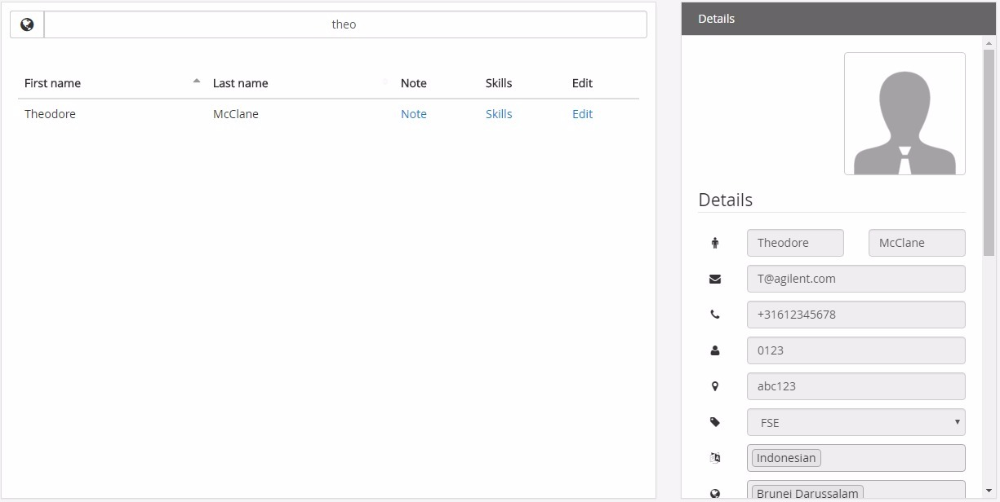 theo
First name Last name Note Skills Edit
Theodore McClane Note Skills Edit
Details
Details
Theodore McClane
T@agilent.com
+31612345678
0123
abc123
FSE
Indonesian
Brunei Darussalam